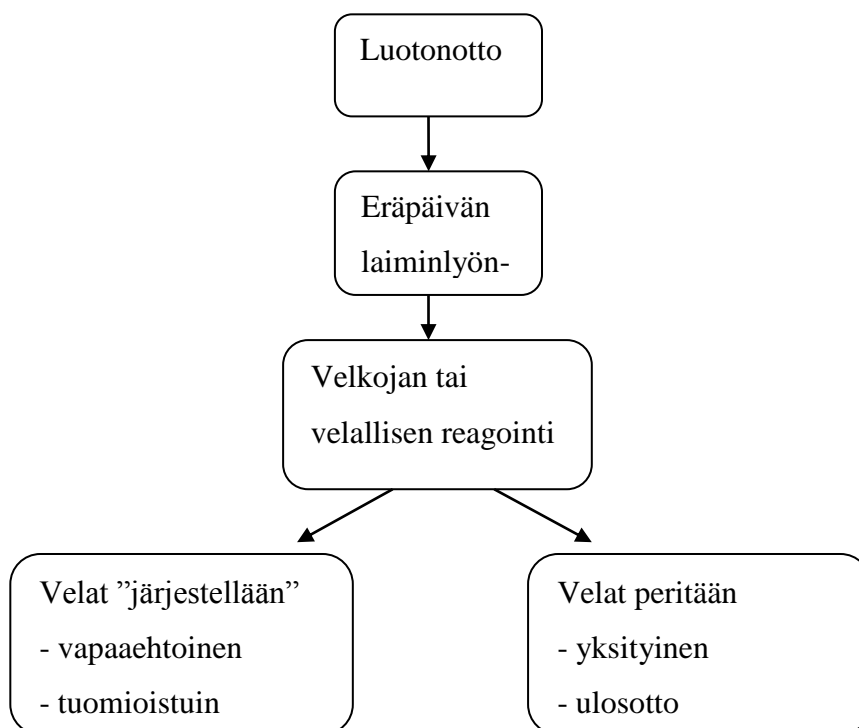 Luotonotto
Eräpäivän
laiminlyön-
Velkojan tai
velallisen reagointi
Velat ”järjestellään”
- vapaaehtoinen
- tuomioistuin
Velat peritään
- yksityinen
- ulosotto